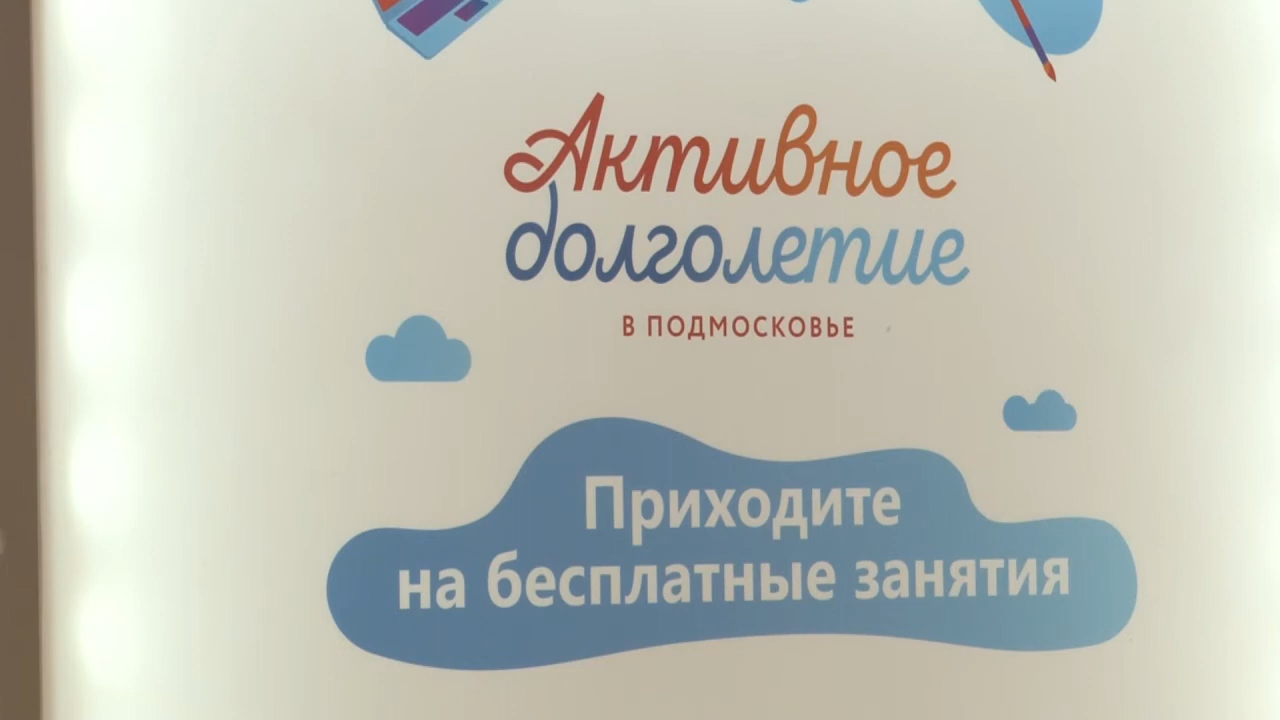 Активное
долголетие
В ПОДМОСКОВЬЕ
Приходите
на бесплатные занятия